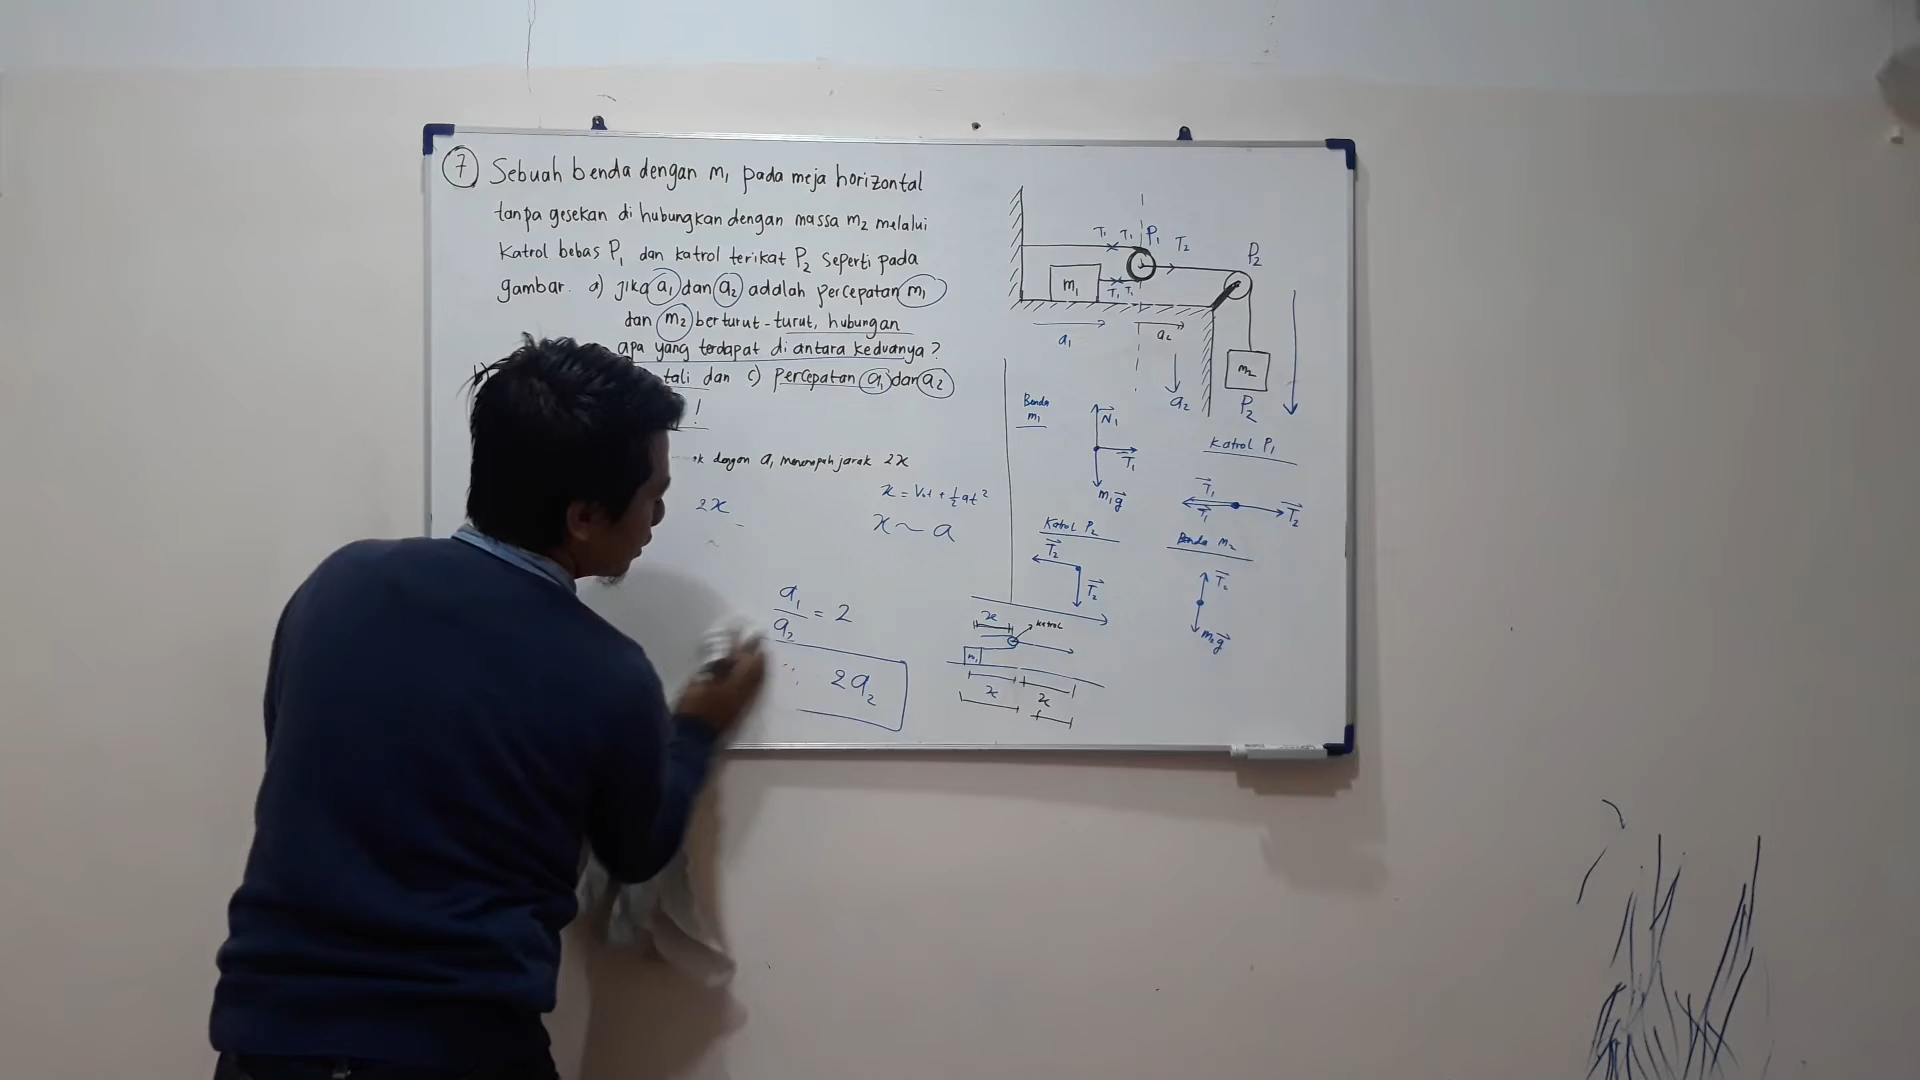 7 Sebuah benda dengan m₁ pada meja horizontal
tanpa gesekan di hubungkan dengan massa m₂ melalui
Katrol bebas P₁ dan katrol terikat P₂ seperti pada
gambar. a) jika a₁ dan a₂ adalah percepatan m₁
dan m₂ berturut-turut, hubungan
apa yang terdapat di antara keduanya?
tali dan c) percepatan a₁ dan a₂
!
dengan a₁ menempuh jarak 2x
2x
x = V₀t + ½at²
x ~ a
a₁/a₂ = 2
2a₂
T₁ T₁ P₁ T₂
P₂
m₁
T₁ T₁
a₁ a₂
m₂
a₂
P₂
Benda
m₁
N₁
T₁
m₁g
Katrol P₁
T₁
T₁
T₂
Katrol P₂
T₂
T₂
Benda m₂
T₂
m₂g
x
katrol
m₁
x x